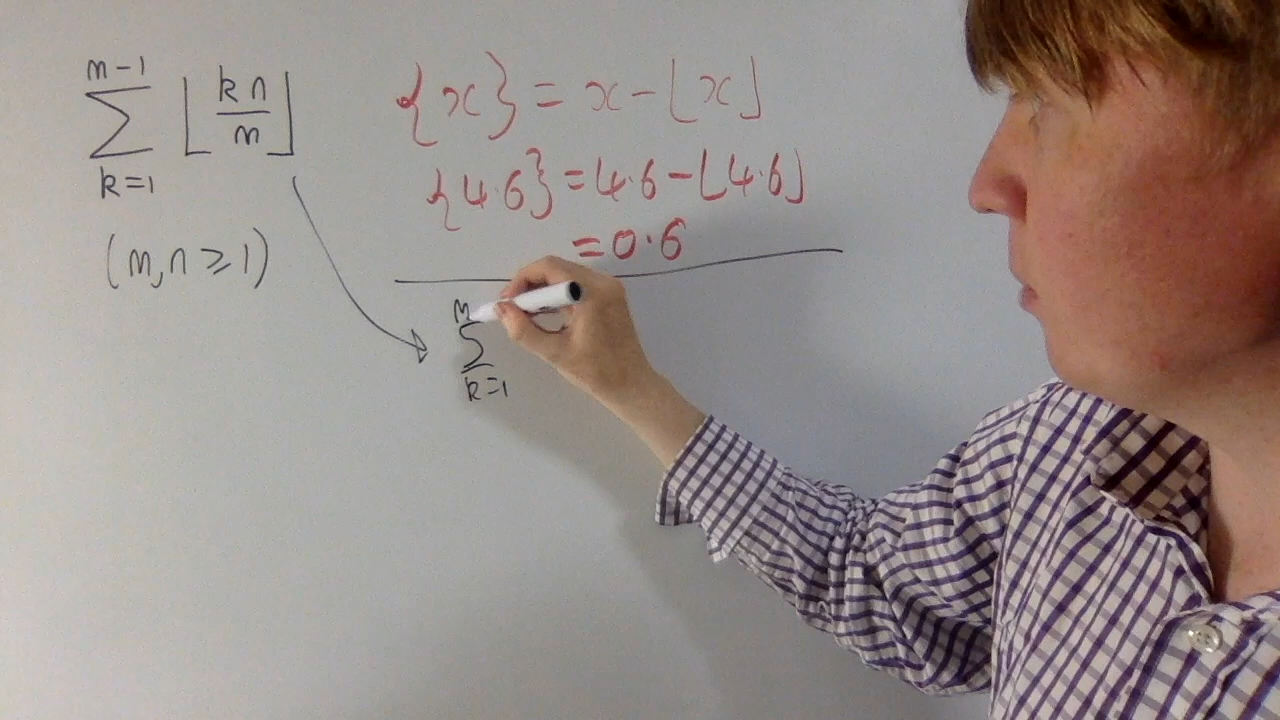 m-1
∑ ⌊ kn/m ⌋
k=1
(m,n ≥ 1)
{x} = x - ⌊x⌋
{4.6} = 4.6 - ⌊4.6⌋
= 0.6
m
∑
k=1